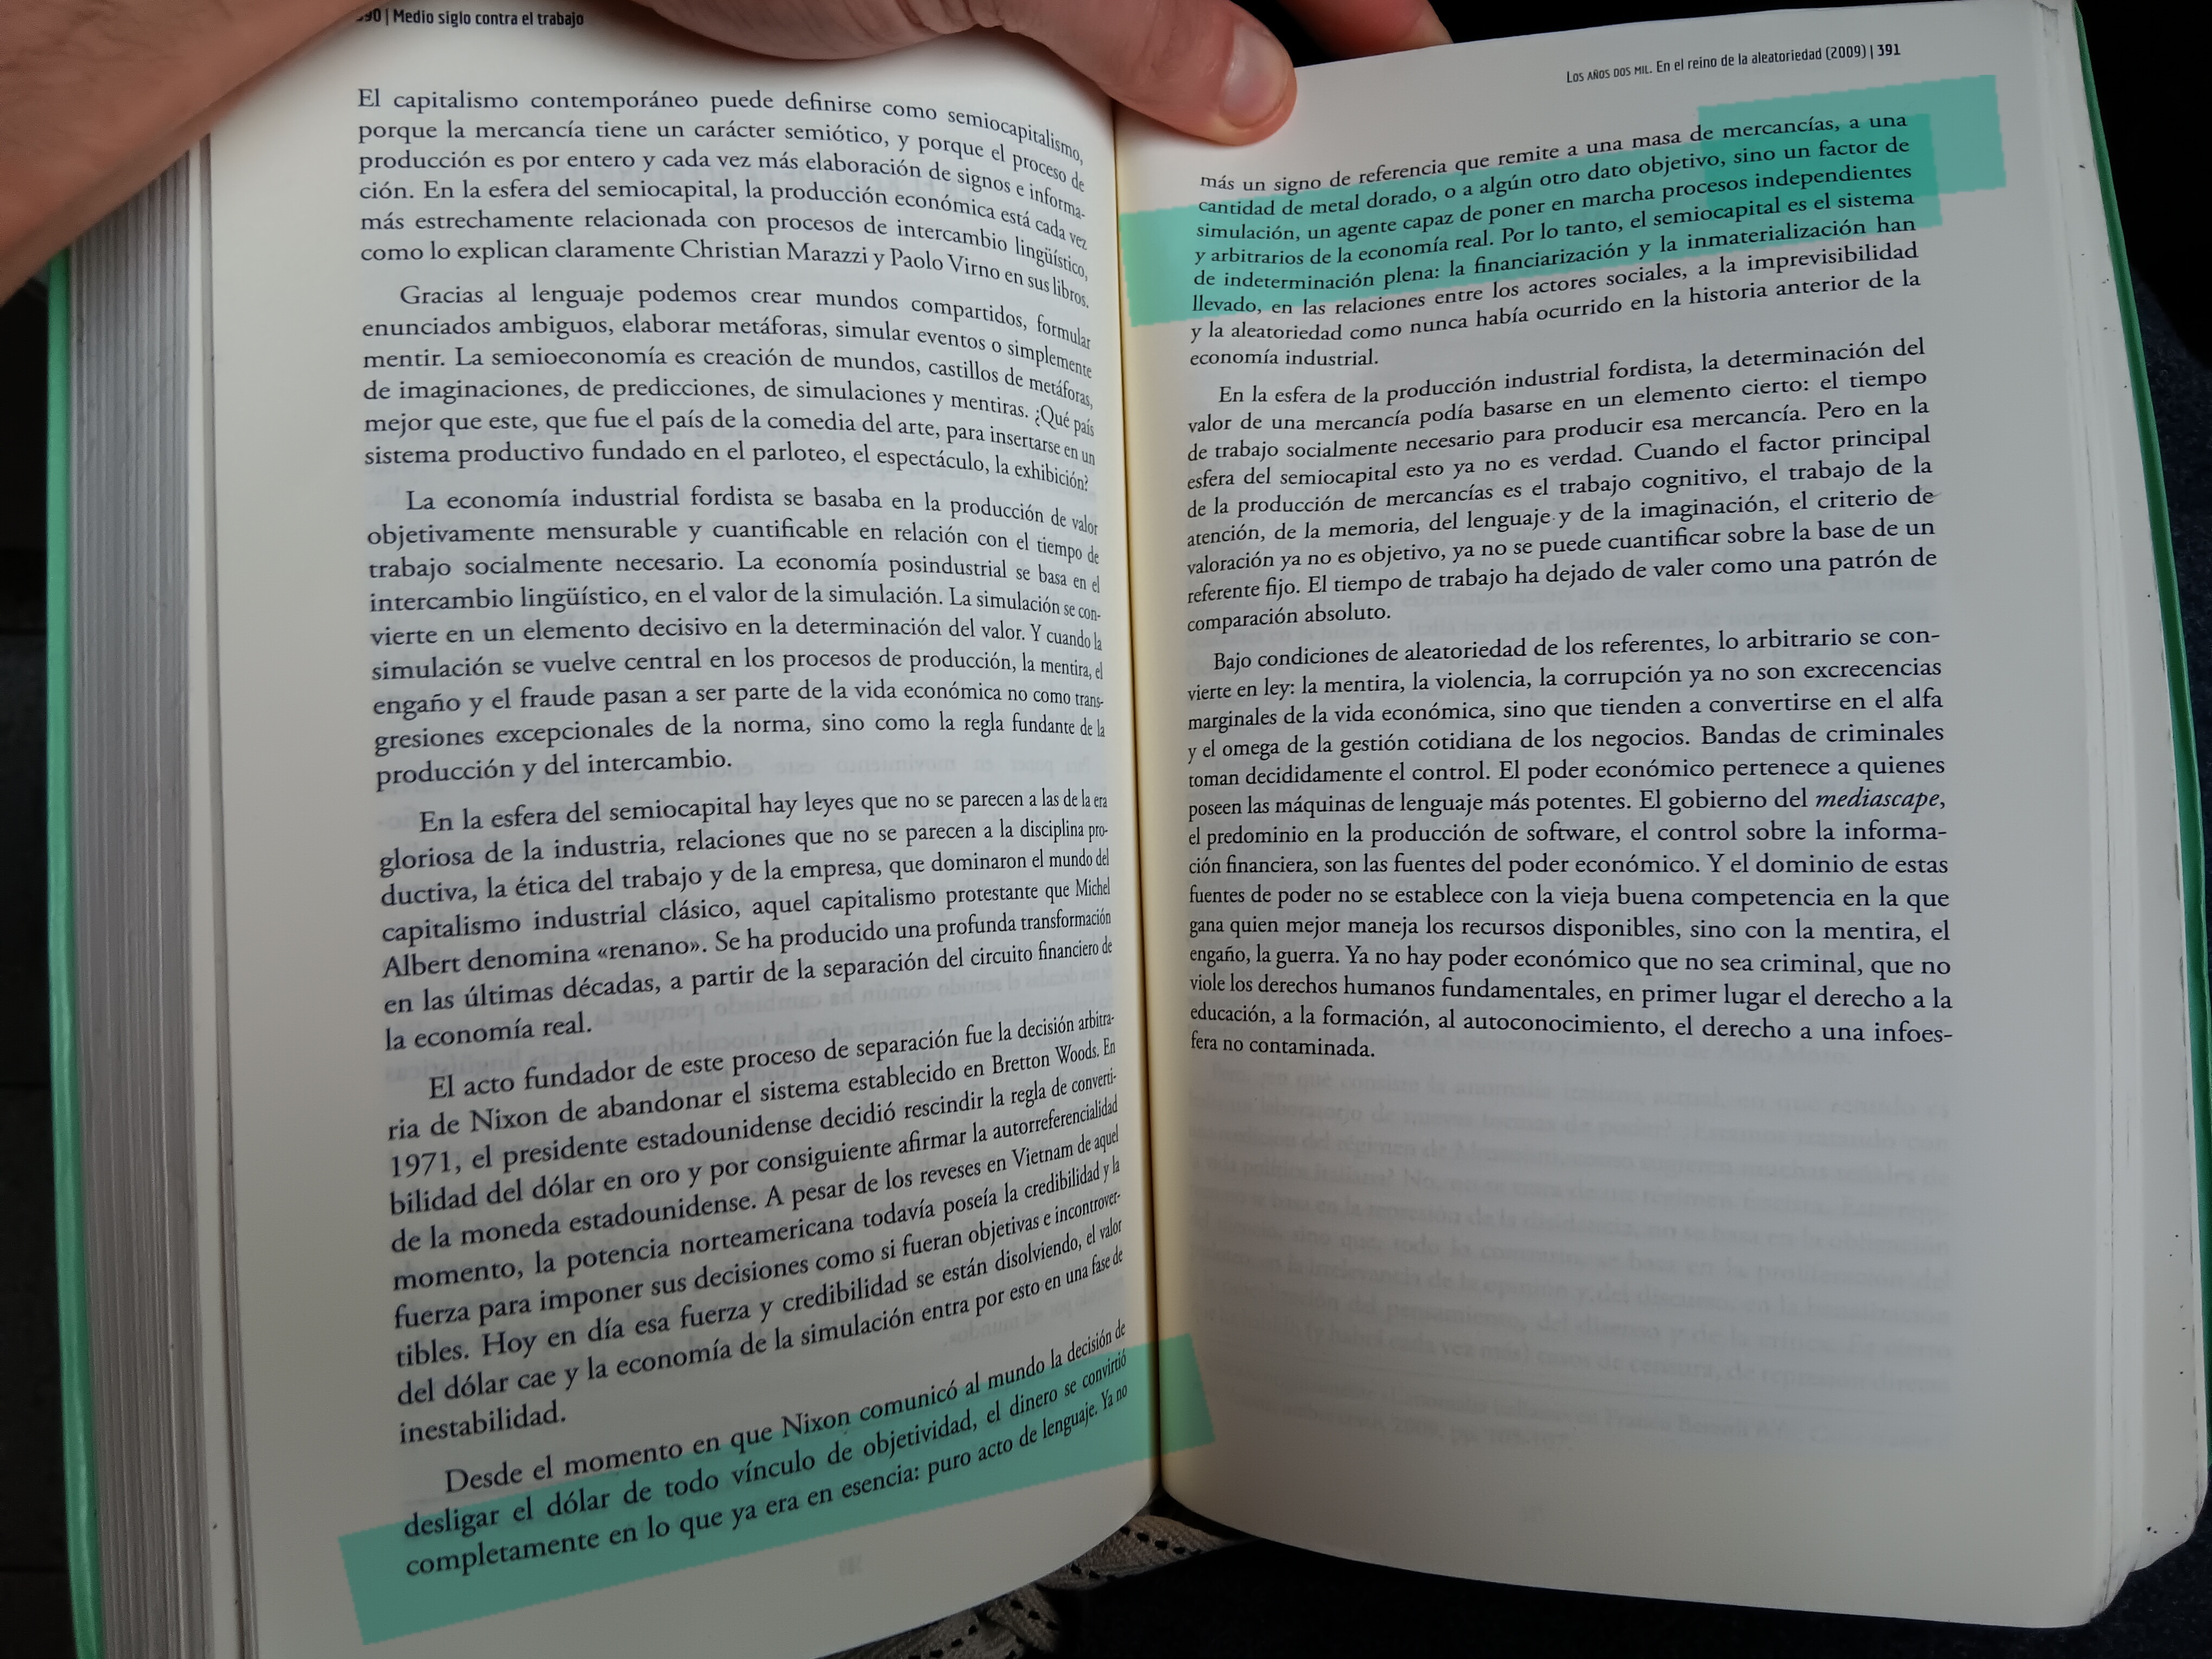 90 | Medio siglo contra el trabajo
El capitalismo contemporáneo puede definirse como semiocapitalismo,
porque la mercancía tiene un carácter semiótico, y porque el proceso de
producción es por entero y cada vez más elaboración de signos e informa-
ción. En la esfera del semiocapital, la producción económica está cada vez
más estrechamente relacionada con procesos de intercambio lingüístico,
como lo explican claramente Christian Marazzi y Paolo Virno en sus libros.
Gracias al lenguaje podemos crear mundos compartidos, formular
enunciados ambiguos, elaborar metáforas, simular eventos o simplemente
mentir. La semioeconomía es creación de mundos, castillos de metáforas,
de imaginaciones, de predicciones, de simulaciones y mentiras. ¿Qué país
mejor que este, que fue el país de la comedia del arte, para insertarse en un
sistema productivo fundado en el parloteo, el espectáculo, la exhibición?
La economía industrial fordista se basaba en la producción de valor
objetivamente mensurable y cuantificable en relación con el tiempo de
trabajo socialmente necesario. La economía posindustrial se basa en el
intercambio lingüístico, en el valor de la simulación. La simulación se con-
vierte en un elemento decisivo en la determinación del valor. Y cuando la
simulación se vuelve central en los procesos de producción, la mentira, el
engaño y el fraude pasan a ser parte de la vida económica no como trans-
gresiones excepcionales de la norma, sino como la regla fundante de la
producción y del intercambio.
En la esfera del semiocapital hay leyes que no se parecen a las de la era
gloriosa de la industria, relaciones que no se parecen a la disciplina pro-
ductiva, la ética del trabajo y de la empresa, que dominaron el mundo del
capitalismo industrial clásico, aquel capitalismo protestante que Michel
Albert denomina «renano». Se ha producido una profunda transformación
en las últimas décadas, a partir de la separación del circuito financiero de
la economía real.
El acto fundador de este proceso de separación fue la decisión arbitra-
ria de Nixon de abandonar el sistema establecido en Bretton Woods. En
1971, el presidente estadounidense decidió rescindir la regla de converti-
bilidad del dólar en oro y por consiguiente afirmar la autorreferencialidad
de la moneda estadounidense. A pesar de los reveses en Vietnam de aquel
momento, la potencia norteamericana todavía poseía la credibilidad y la
fuerza para imponer sus decisiones como si fueran objetivas e incontrover-
tibles. Hoy en día esa fuerza y credibilidad se están disolviendo, el valor
del dólar cae y la economía de la simulación entra por esto en una fase de
inestabilidad.
Desde el momento en que Nixon comunicó al mundo la decisión de
desligar el dólar de todo vínculo de objetividad, el dinero se convirtió
completamente en lo que ya era en esencia: puro acto de lenguaje. Ya no
Los años dos mil. En el reino de la aleatoriedad (2009) | 391
más un signo de referencia que remite a una masa de mercancías, a una
cantidad de metal dorado, o a algún otro dato objetivo, sino un factor de
simulación, un agente capaz de poner en marcha procesos independientes
y arbitrarios de la economía real. Por lo tanto, el semiocapital es el sistema
de indeterminación plena: la financiarización y la inmaterialización han
llevado, en las relaciones entre los actores sociales, a la imprevisibilidad
y la aleatoriedad como nunca había ocurrido en la historia anterior de la
economía industrial.
En la esfera de la producción industrial fordista, la determinación del
valor de una mercancía podía basarse en un elemento cierto: el tiempo
de trabajo socialmente necesario para producir esa mercancía. Pero en la
esfera del semiocapital esto ya no es verdad. Cuando el factor principal
de la producción de mercancías es el trabajo cognitivo, el trabajo de la
atención, de la memoria, del lenguaje y de la imaginación, el criterio de
valoración ya no es objetivo, ya no se puede cuantificar sobre la base de un
referente fijo. El tiempo de trabajo ha dejado de valer como una patrón de
comparación absoluto.
Bajo condiciones de aleatoriedad de los referentes, lo arbitrario se con-
vierte en ley: la mentira, la violencia, la corrupción ya no son excrecencias
marginales de la vida económica, sino que tienden a convertirse en el alfa
y el omega de la gestión cotidiana de los negocios. Bandas de criminales
toman decididamente el control. El poder económico pertenece a quienes
poseen las máquinas de lenguaje más potentes. El gobierno del mediascape,
el predominio en la producción de software, el control sobre la informa-
ción financiera, son las fuentes del poder económico. Y el dominio de estas
fuentes de poder no se establece con la vieja buena competencia en la que
gana quien mejor maneja los recursos disponibles, sino con la mentira, el
engaño, la guerra. Ya no hay poder económico que no sea criminal, que no
viole los derechos humanos fundamentales, en primer lugar el derecho a la
educación, a la formación, al autoconocimiento, el derecho a una infoes-
fera no contaminada.